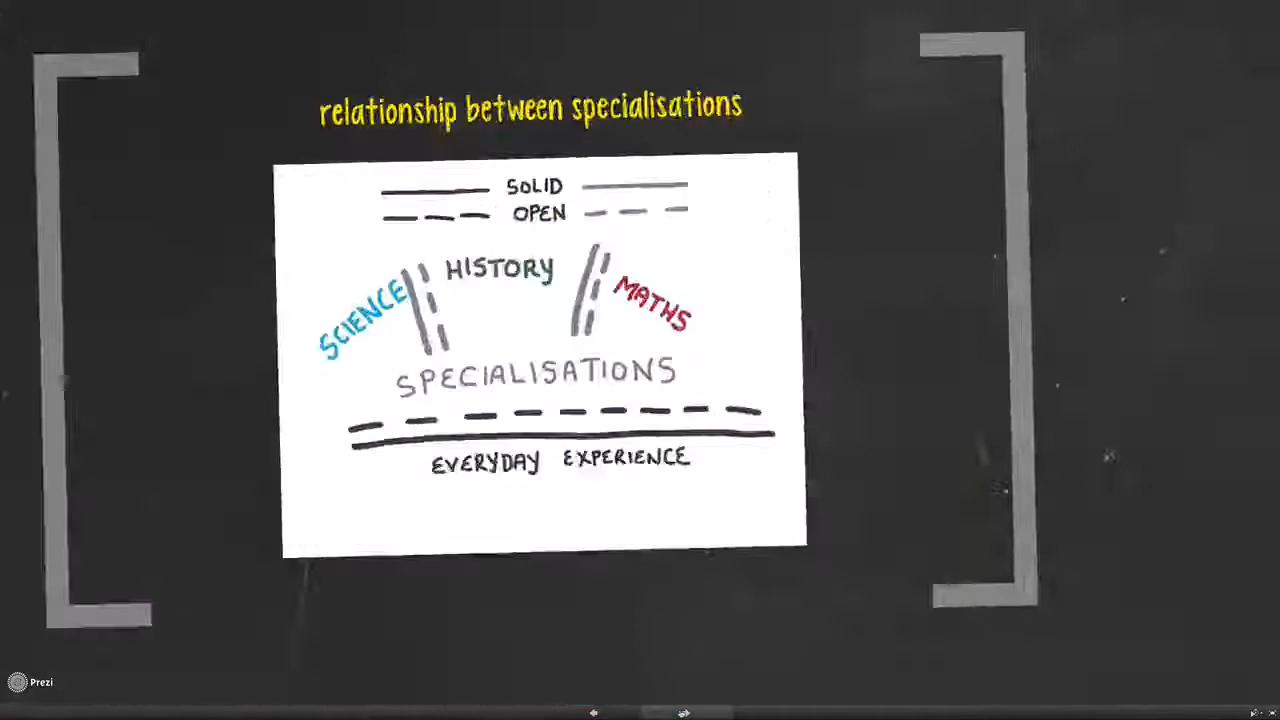 relationship between specialisations
SOLID
OPEN
SCIENCE
HISTORY
MATHS
SPECIALISATIONS
EVERYDAY EXPERIENCE
Prezi